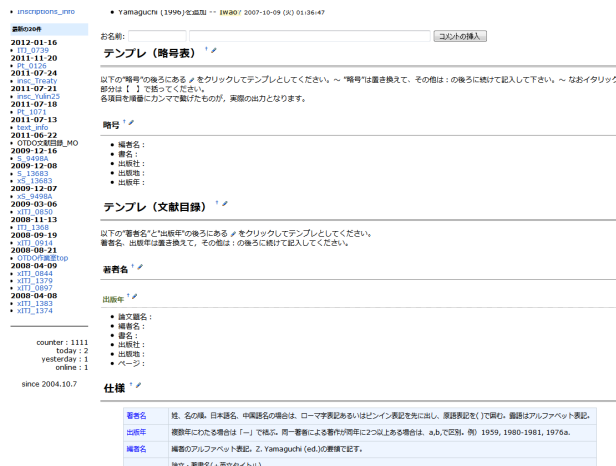 inscriptions_info
最新の20件
2012-01-16
ITJ_0739
2011-11-20
Pt_0126
2011-07-24
insc_Treaty
2011-07-21
insc_Yulin25
2011-07-18
Pt_1071
2011-07-13
text_info
2011-06-22
OTDO文献目録_MO
2009-12-16
S_9498A
2009-12-08
S_13683
xS_13683
2009-12-07
xS_9498A
2009-03-06
xITJ_0850
2008-11-13
ITJ_1368
2009-01-19
xITJ_0914
2008-08-21
OTDO作業室top
2008-04-09
xITJ_0844
xITJ_1379
xITJ_0897
2008-04-08
xITJ_1383
xITJ_1374
counter : 1111
today : 2
yesterday : 1
online : 1
since 2004.10.7
Yamaguchi (1996)を追加 -- Iwao? 2007-10-09 (火) 01:36:47
お名前: コメントの挿入
テンプレ（略号表） †
以下の"略号"の後ろにある をクリックしてテンプレとしてください。～ "略号"は置き換えて、その他は：の後ろに続けて記入して下さい。～ なおイタリック
部分は【 】で括ってください。
各項目を順番にカンマで繋げたものが、実際の出力となります。
略号 †
編者名：
書名：
出版社：
出版地：
出版年：
テンプレ（文献目録） †
以下の"著者名"と"出版年"の後ろにある をクリックしてテンプレとしてください。
著者名、出版年は置き換えて、その他は：の後ろに続けて記入してください。
著者名 †
出版年 †
論文題名：
編者名：
書名：
出版社：
出版地：
ページ：
仕様 †
著者名 姓、名の順。日本語名、中国語名の場合は、ローマ字表記あるいはピンイン表記を先に出し、原語表記を( )で囲む。露語はアルファベット表記。
出版年 複数年にわたる場合は「—」で結ぶ。同一著者による著作が同年に2つ以上ある場合は、a,bで区別。例）1959, 1980-1981, 1976a.
編者名 編者のアルファベット表記。Z. Yamaguchi (ed.)の要領で記す。